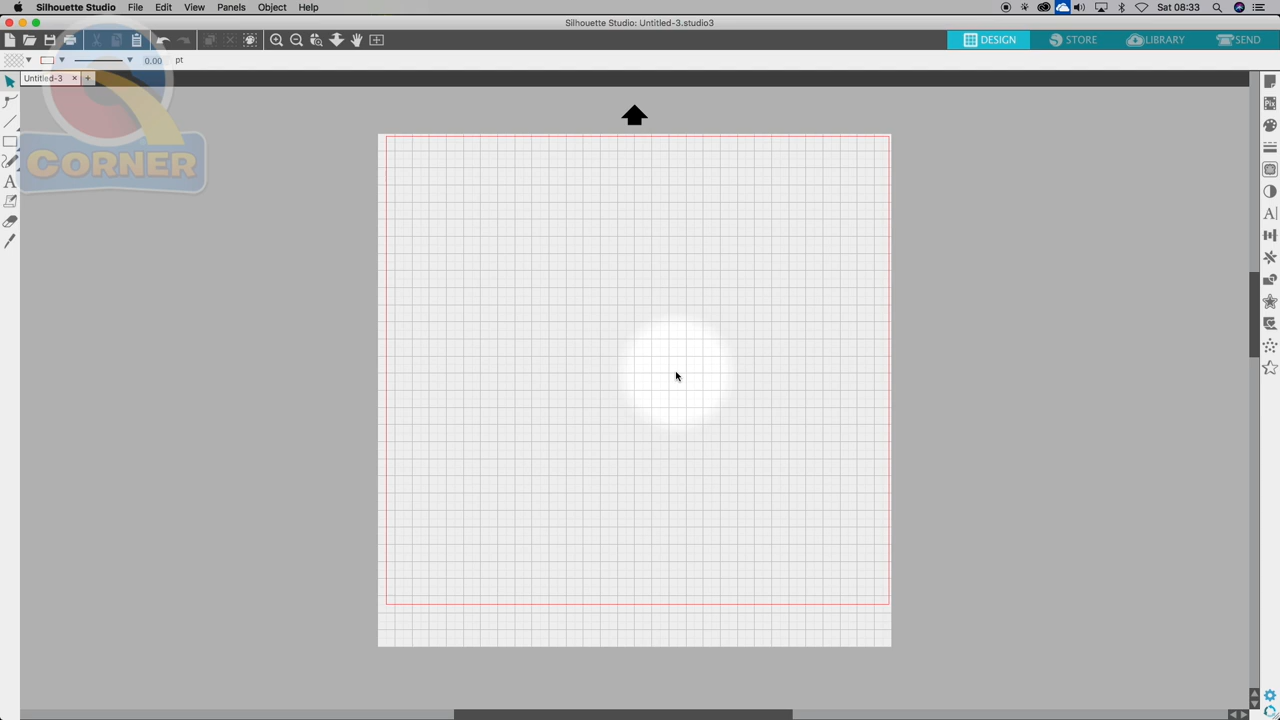 Silhouette Studio File Edit View Panels Object Help Sat 08:33
Silhouette Studio: Untitled-3.studio3
DESIGN STORE LIBRARY SEND
0.00 pt
Untitled-3
CORNER